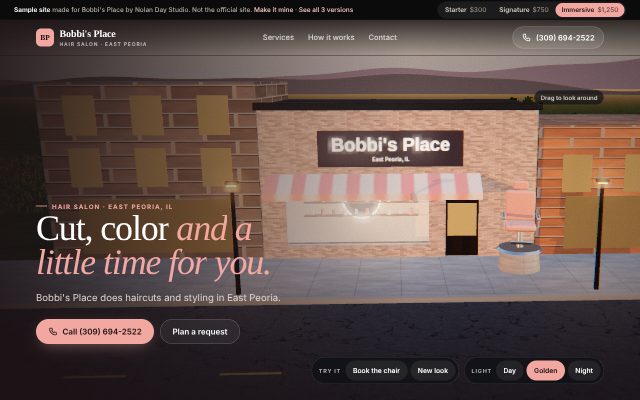 Sample site made for Bobbi's Place by Nolan Day Studio. Not the official site. Make it mine · See all 3 versions
Starter $300 Signature $750 Immersive $1,250
BP Bobbi's Place
HAIR SALON · EAST PEORIA
Services How it works Contact
(309) 694-2522
Drag to look around
Bobbi's Place
East Peoria, IL
HAIR SALON · EAST PEORIA, IL
Cut, color and a
little time for you.
Bobbi's Place does haircuts and styling in East Peoria.
Call (309) 694-2522 Plan a request
TRY IT Book the chair New look LIGHT Day Golden Night